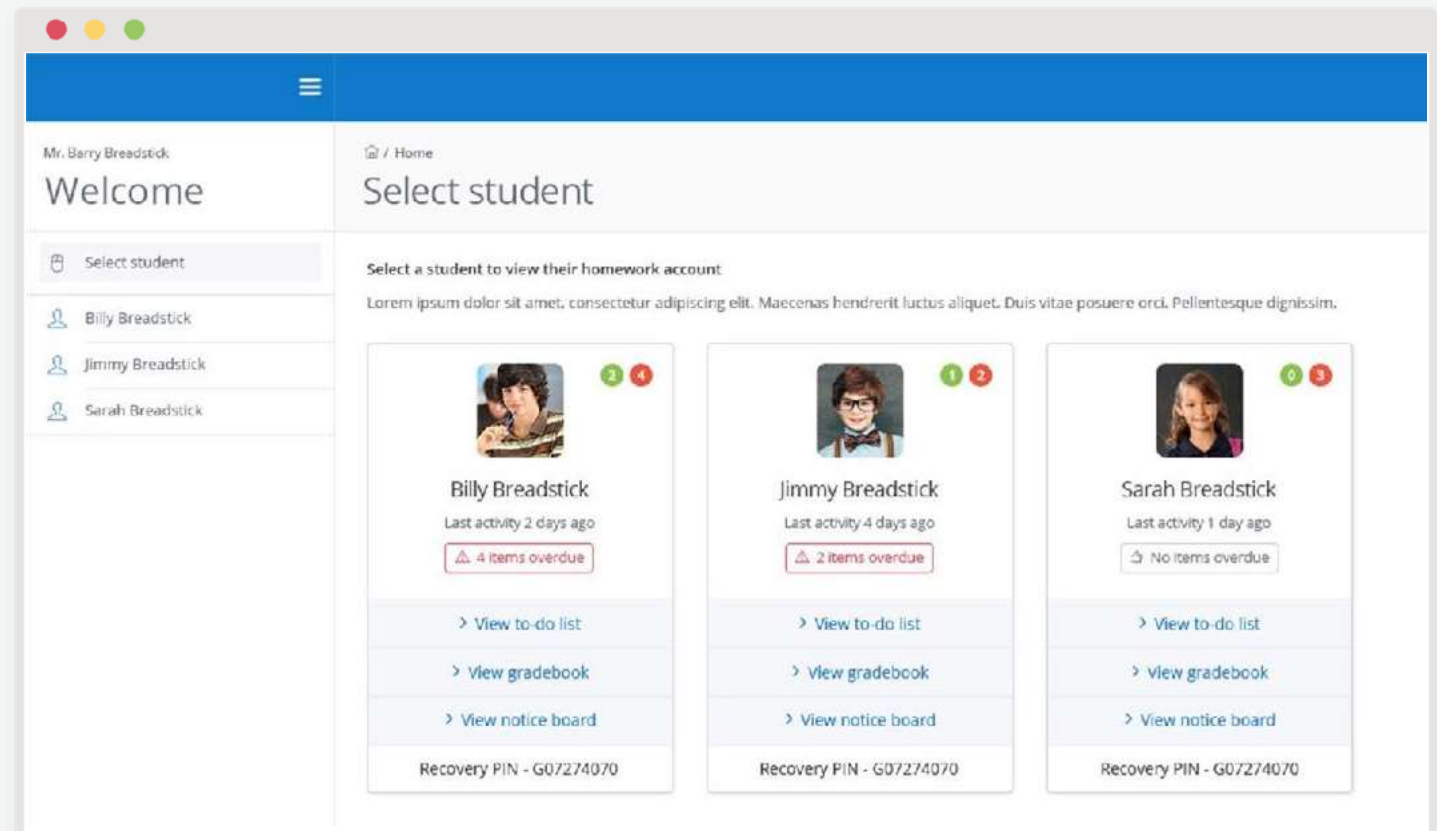 Mr. Barry Breadstick
Welcome
/ Home
Select student
Select student
Billy Breadstick
Jimmy Breadstick
Sarah Breadstick
Select a student to view their homework account
Lorem ipsum dolor sit amet, consectetur adipiscing elit. Maecenas hendrerit luctus aliquet. Duis vitae posuere orci. Pellentesque dignissim.
2 4
Billy Breadstick
Last activity 2 days ago
4 items overdue
> View to-do list
> View gradebook
> View notice board
Recovery PIN - G07274070
1 2
Jimmy Breadstick
Last activity 4 days ago
2 items overdue
> View to-do list
> View gradebook
> View notice board
Recovery PIN - G07274070
0 3
Sarah Breadstick
Last activity 1 day ago
No items overdue
> View to-do list
> View gradebook
> View notice board
Recovery PIN - G07274070